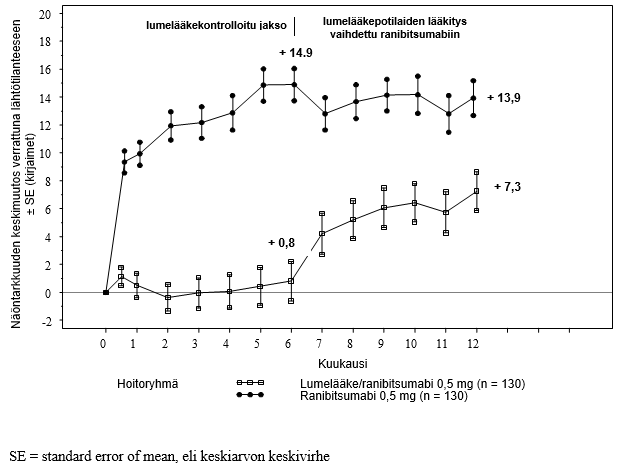 lumelääkekontrolloitu jakso
lumelääkepotilaiden lääkitys
vaihdettu ranibitsumabiin
Näöntarkkuuden keskimuutos verrattuna lähtötilanteeseen
± SE (kirjaimet)
20
18
16
14
12
10
8
6
4
2
0
-2
+ 14.9
+ 13,9
+ 7,3
+ 0,8
0 1 2 3 4 5 6 7 8 9 10 11 12
Kuukausi
Hoitoryhmä
Lumelääke/ranibitsumabi 0,5 mg (n = 130)
Ranibitsumabi 0,5 mg (n = 130)
SE = standard error of mean, eli keskiarvon keskivirhe